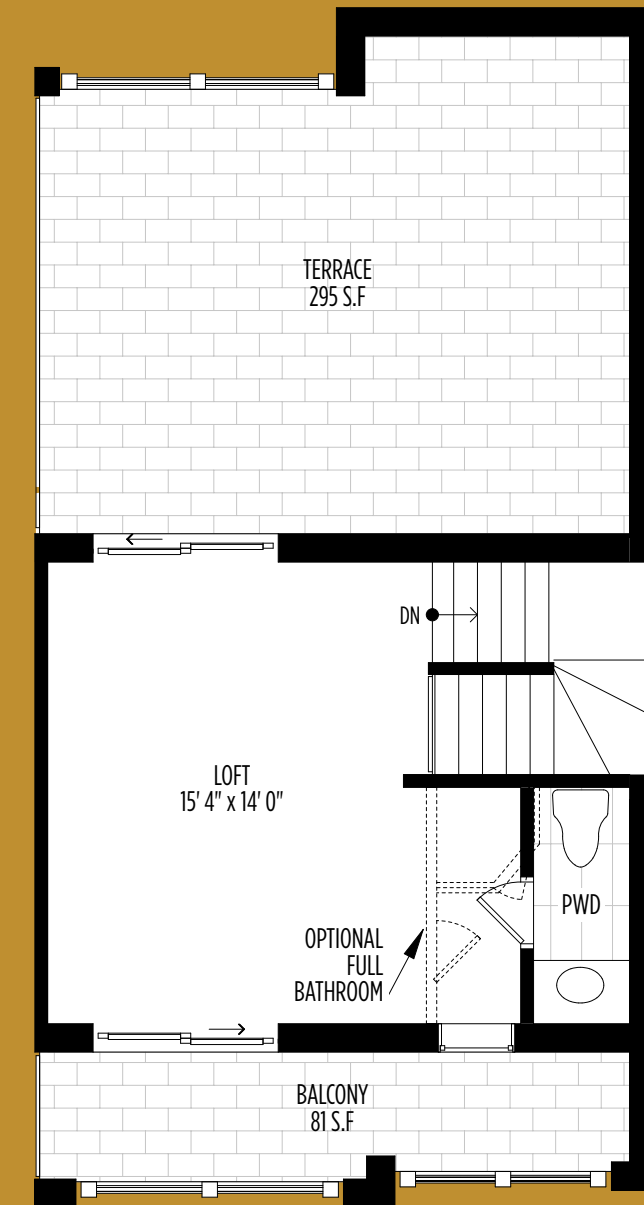 TERRACE
295 S.F
DN
LOFT
15' 4" x 14' 0"
PWD
OPTIONAL
FULL
BATHROOM
BALCONY
81 S.F